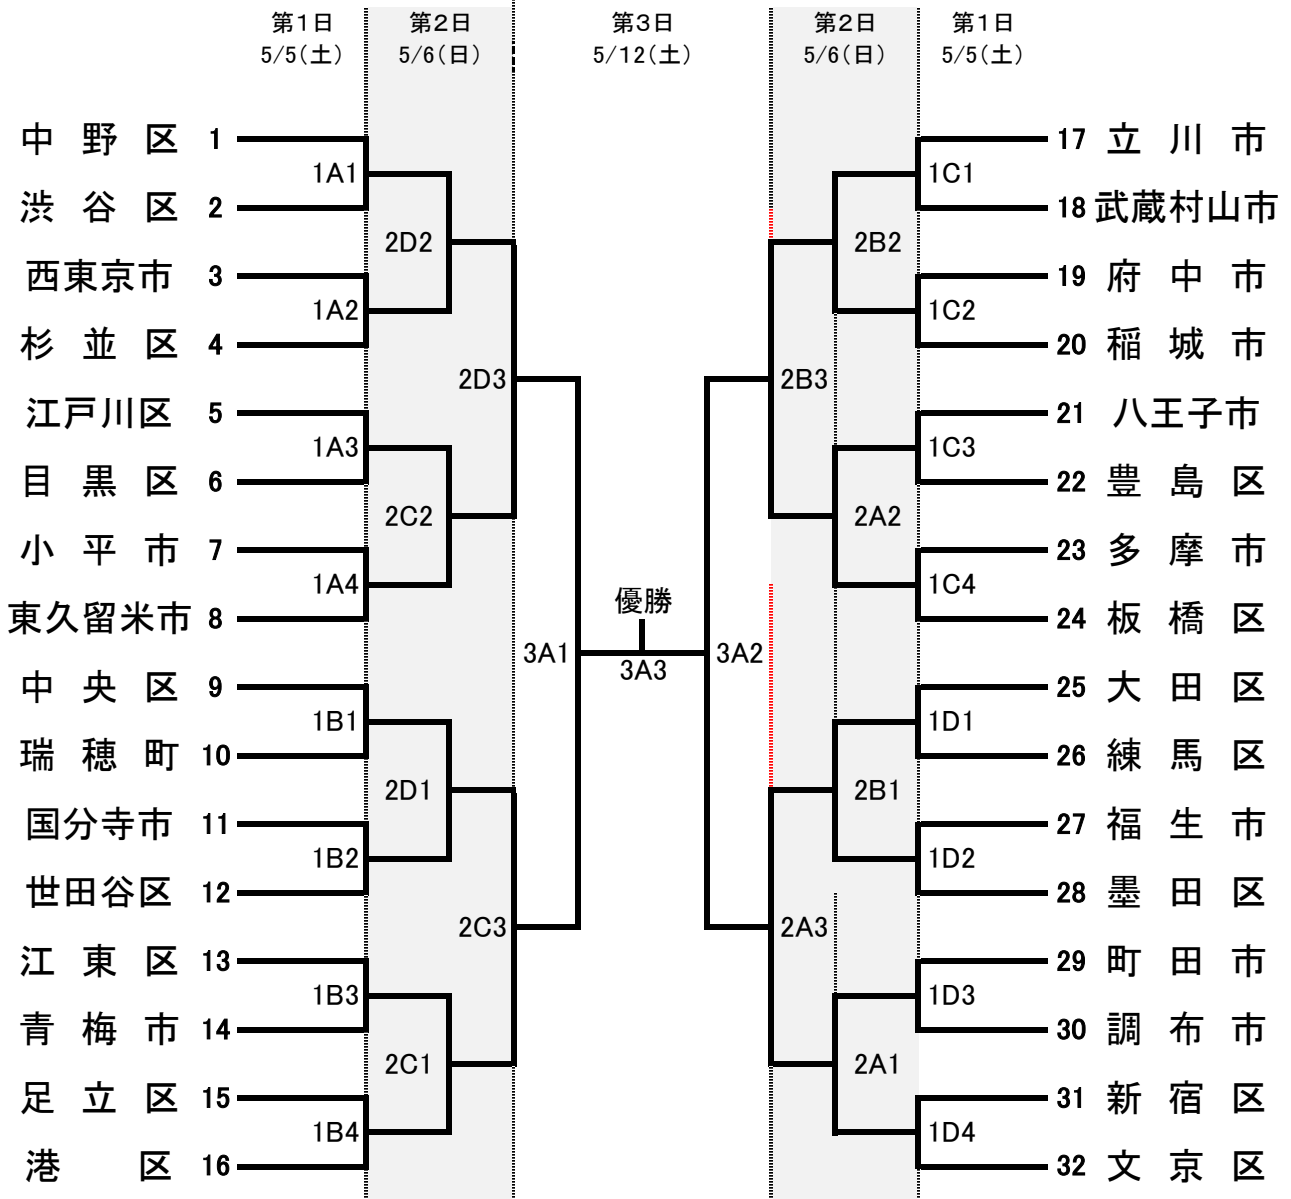 第1日 第2日 第3日 第2日 第1日
5/5(土) 5/6(日) 5/12(土) 5/6(日) 5/5(土)
中野区 1 17 立川市
1A1 1C1
渋谷区 2 18 武蔵村山市
2D2 2B2
西東京市 3 19 府中市
1A2 1C2
杉並区 4 20 稲城市
2D3 2B3
江戸川区 5 21 八王子市
1A3 1C3
目黒区 6 22 豊島区
2C2 2A2
小平市 7 23 多摩市
1A4 1C4
優勝
東久留米市 8 24 板橋区
3A1 3A3 3A2
中央区 9 25 大田区
1B1 1D1
瑞穂町 10 26 練馬区
2D1 2B1
国分寺市 11 27 福生市
1B2 1D2
世田谷区 12 28 墨田区
2C3 2A3
江東区 13 29 町田市
1B3 1D3
青梅市 14 30 調布市
2C1 2A1
足立区 15 31 新宿区
1B4 1D4
港区 16 32 文京区